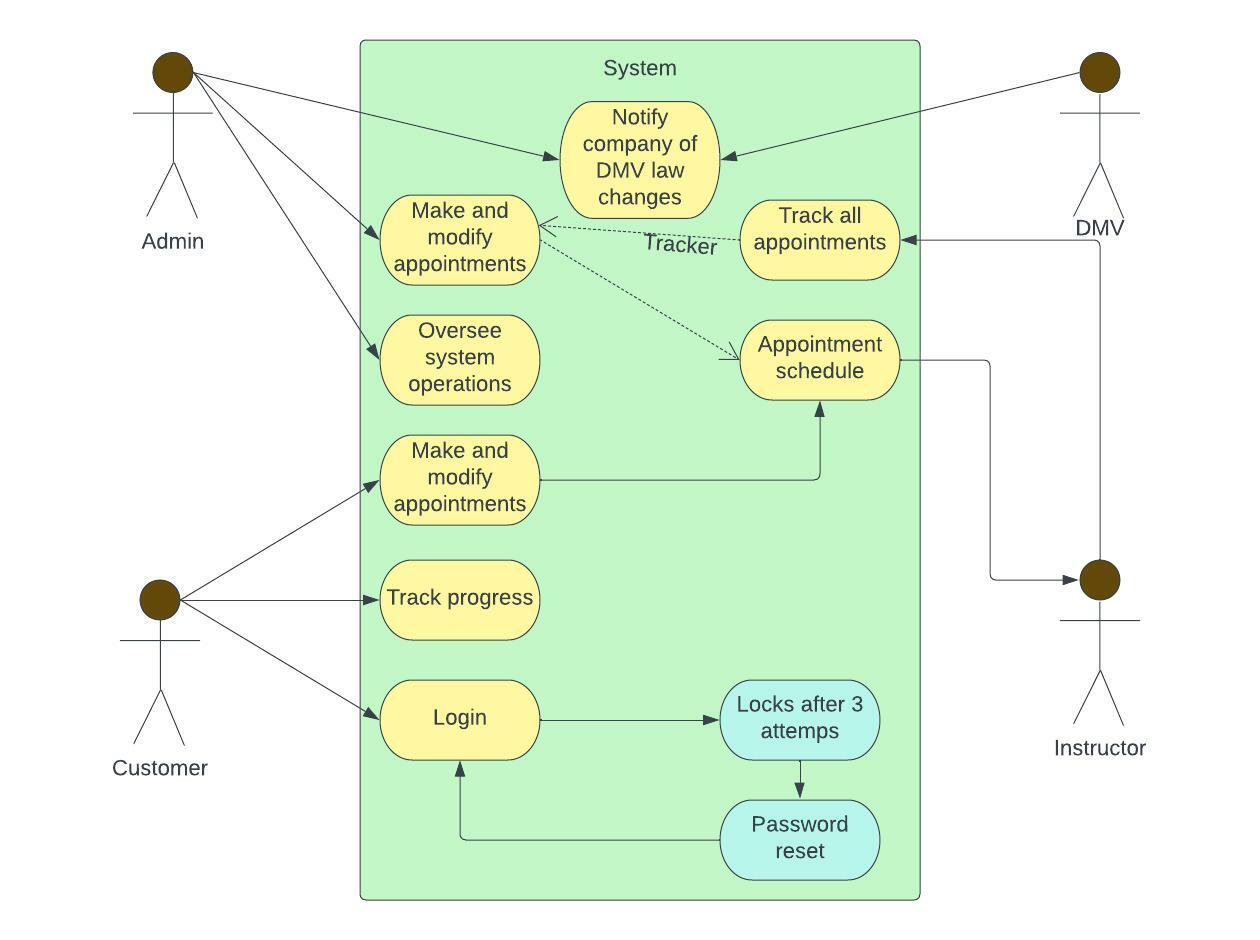 System
Notify
company of
DMV law
changes
Make and
modify
appointments
Tracker
Track all
appointments
Admin
DMV
Oversee
system
operations
Appointment
schedule
Make and
modify
appointments
Track progress
Login
Locks after 3
attemps
Customer
Instructor
Password
reset